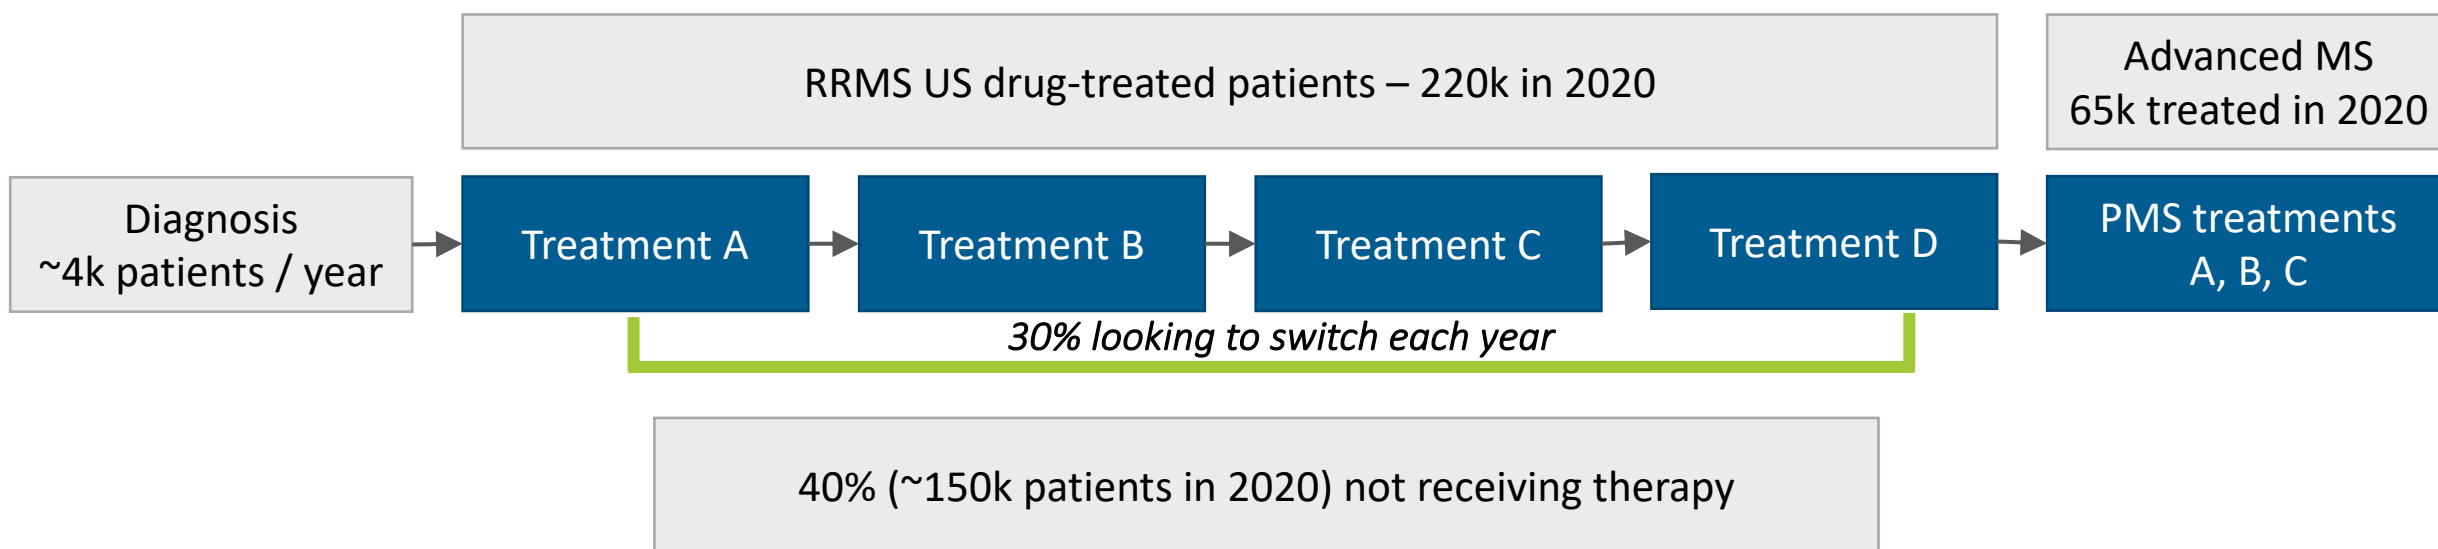 RRMS US drug-treated patients – 220k in 2020
Advanced MS
65k treated in 2020
Diagnosis
~4k patients / year
Treatment A
Treatment B
Treatment C
Treatment D
PMS treatments
A, B, C
30% looking to switch each year
40% (~150k patients in 2020) not receiving therapy